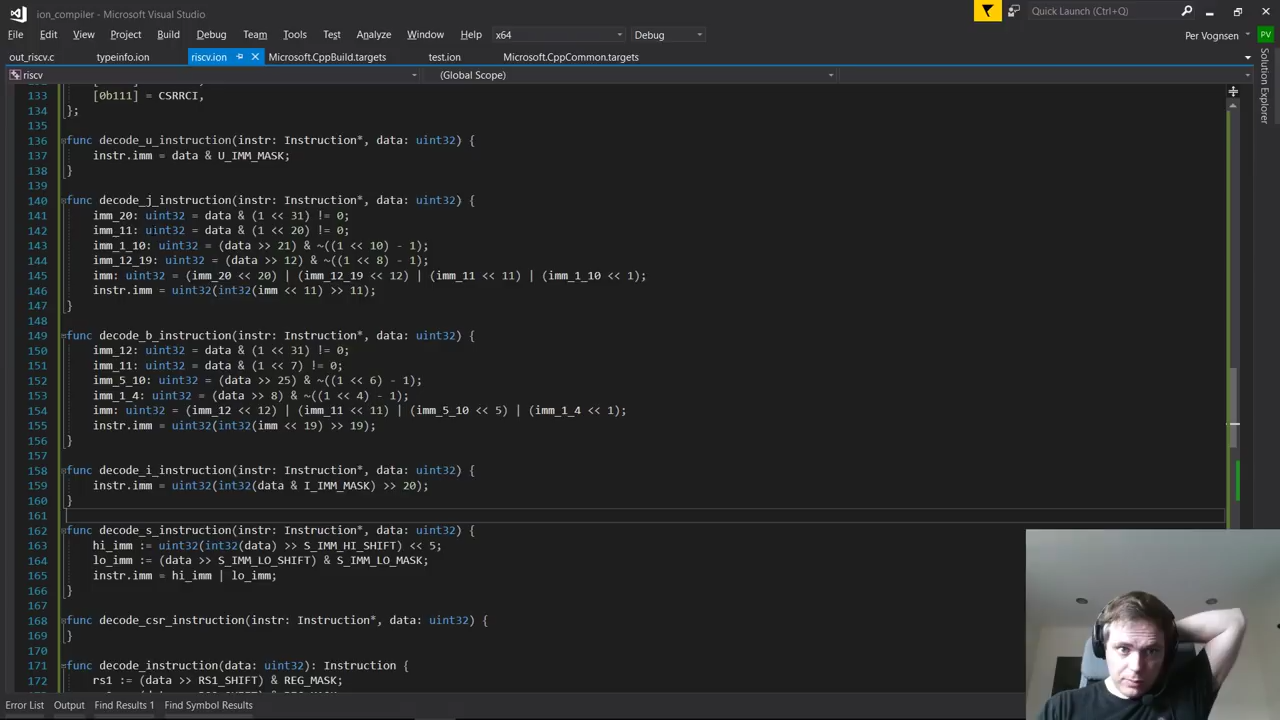 ion_compiler - Microsoft Visual Studio
Quick Launch (Ctrl+Q)
File Edit View Project Build Debug Team Tools Test Analyze Window Help x64 Debug
Per Vognsen PV
out_riscv.c typeinfo.ion riscv.ion Microsoft.CppBuild.targets test.ion Microsoft.CppCommon.targets
riscv (Global Scope)
Solution Explorer
133 [0b111] = CSRRCI,
134 };
135
136 func decode_u_instruction(instr: Instruction*, data: uint32) {
137 instr.imm = data & U_IMM_MASK;
138 }
139
140 func decode_j_instruction(instr: Instruction*, data: uint32) {
141 imm_20: uint32 = data & (1 << 31) != 0;
142 imm_11: uint32 = data & (1 << 20) != 0;
143 imm_1_10: uint32 = (data >> 21) & ~((1 << 10) - 1);
144 imm_12_19: uint32 = (data >> 12) & ~((1 << 8) - 1);
145 imm: uint32 = (imm_20 << 20) | (imm_12_19 << 12) | (imm_11 << 11) | (imm_1_10 << 1);
146 instr.imm = uint32(int32(imm << 11) >> 11);
147 }
148
149 func decode_b_instruction(instr: Instruction*, data: uint32) {
150 imm_12: uint32 = data & (1 << 31) != 0;
151 imm_11: uint32 = data & (1 << 7) != 0;
152 imm_5_10: uint32 = (data >> 25) & ~((1 << 6) - 1);
153 imm_1_4: uint32 = (data >> 8) & ~((1 << 4) - 1);
154 imm: uint32 = (imm_12 << 12) | (imm_11 << 11) | (imm_5_10 << 5) | (imm_1_4 << 1);
155 instr.imm = uint32(int32(imm << 19) >> 19);
156 }
157
158 func decode_i_instruction(instr: Instruction*, data: uint32) {
159 instr.imm = uint32(int32(data & I_IMM_MASK) >> 20);
160 }
161
162 func decode_s_instruction(instr: Instruction*, data: uint32) {
163 hi_imm := uint32(int32(data) >> S_IMM_HI_SHIFT) << 5;
164 lo_imm := (data >> S_IMM_LO_SHIFT) & S_IMM_LO_MASK;
165 instr.imm = hi_imm | lo_imm;
166 }
167
168 func decode_csr_instruction(instr: Instruction*, data: uint32) {
169 }
170
171 func decode_instruction(data: uint32): Instruction {
172 rs1 := (data >> RS1_SHIFT) & REG_MASK;
Error List Output Find Results 1 Find Symbol Results